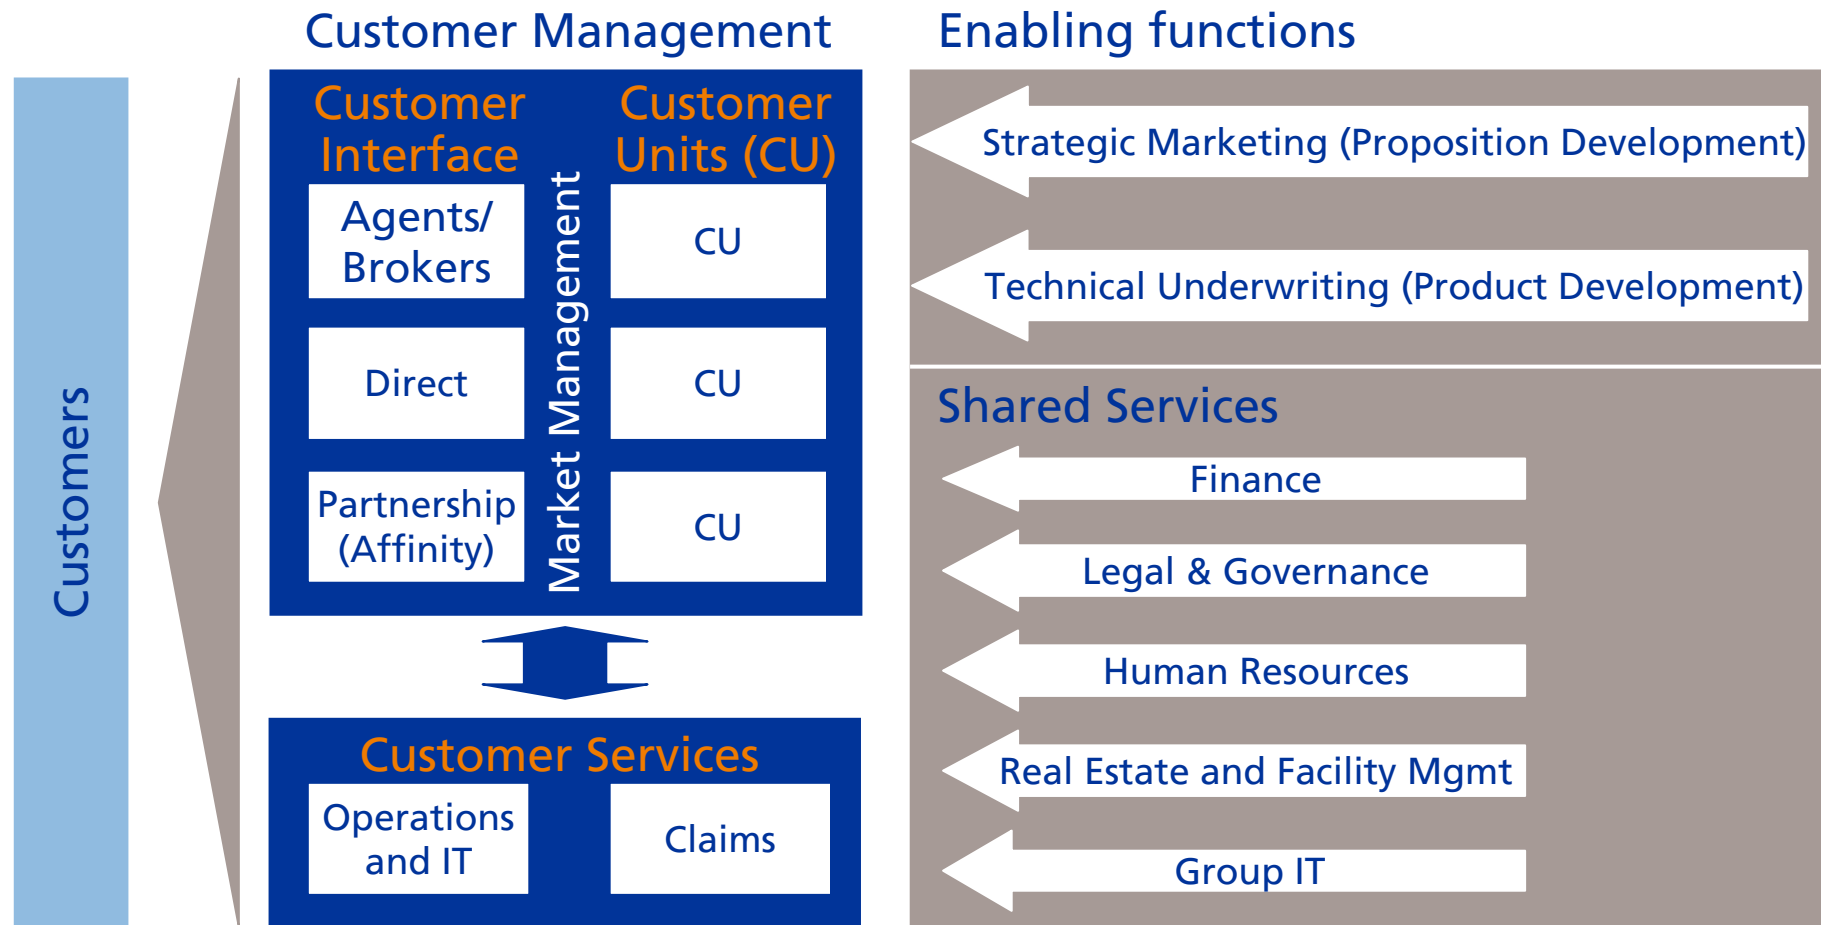 Customer Management
Enabling functions
Customers
Customer
Interface
Agents/
Brokers
Direct
Partnership
(Affinity)
Market Management
Customer
Units (CU)
CU
CU
CU
Customer Services
Operations
and IT
Claims
Strategic Marketing (Proposition Development)
Technical Underwriting (Product Development)
Shared Services
Finance
Legal & Governance
Human Resources
Real Estate and Facility Mgmt
Group IT